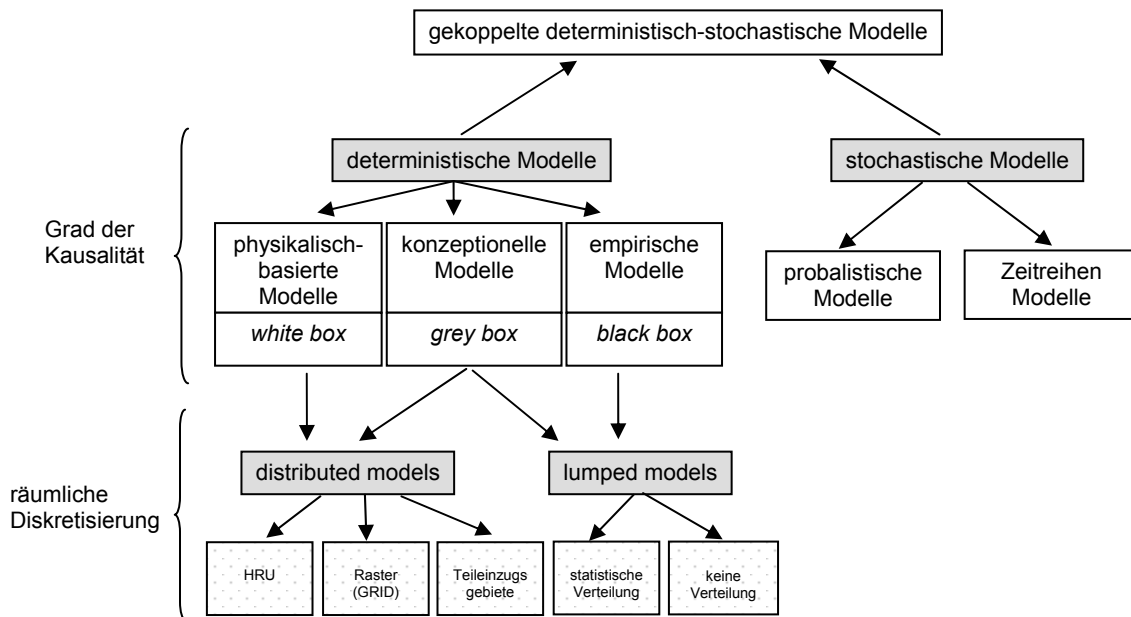 gekoppelte deterministisch-stochastische Modelle
deterministische Modelle
stochastische Modelle
Grad der
Kausalität
physikalisch-
basierte
Modelle
white box
konzeptionelle
Modelle
grey box
empirische
Modelle
black box
probalistische
Modelle
Zeitreihen
Modelle
räumliche
Diskretisierung
distributed models
lumped models
HRU
Raster
(GRID)
Teileinzugs
gebiete
statistische
Verteilung
keine
Verteilung